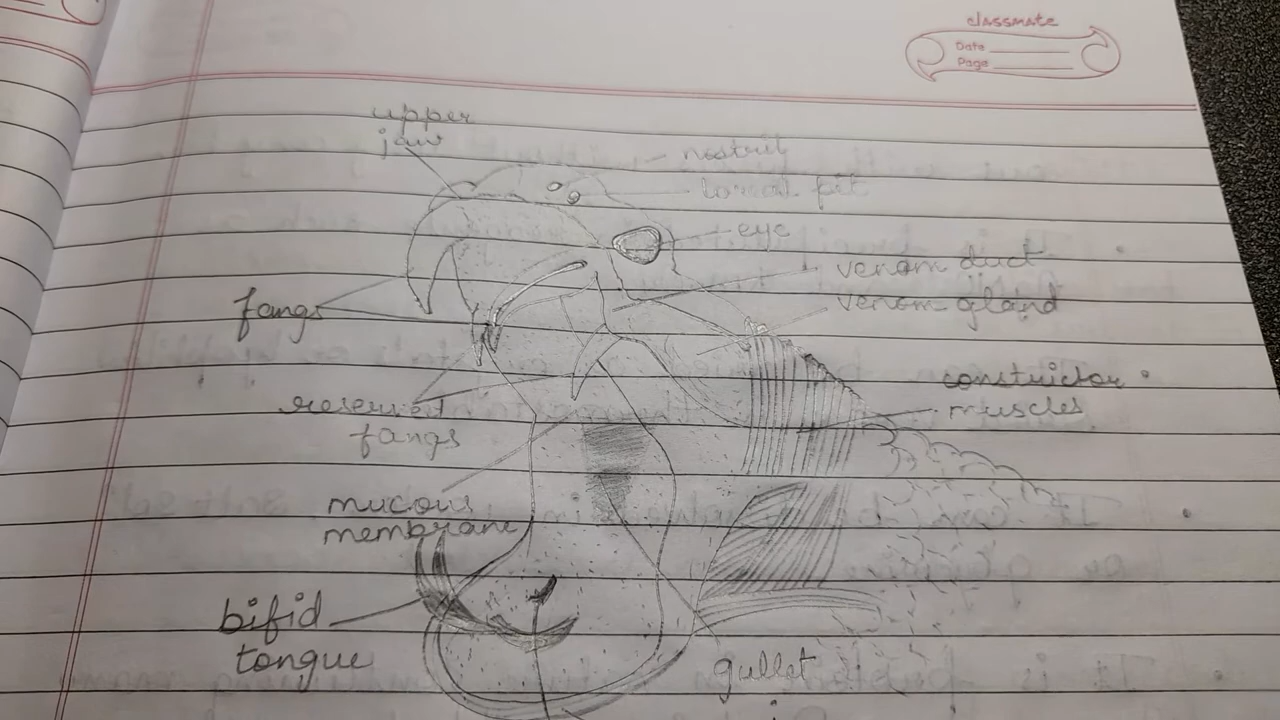 classmate
Date
Page
upper
jaw
nostril
loreal pit
eye
venom duct
venom gland
fangs
constrictor
muscles
reserved
fangs
mucous
membrane
bifid
tongue
gullet